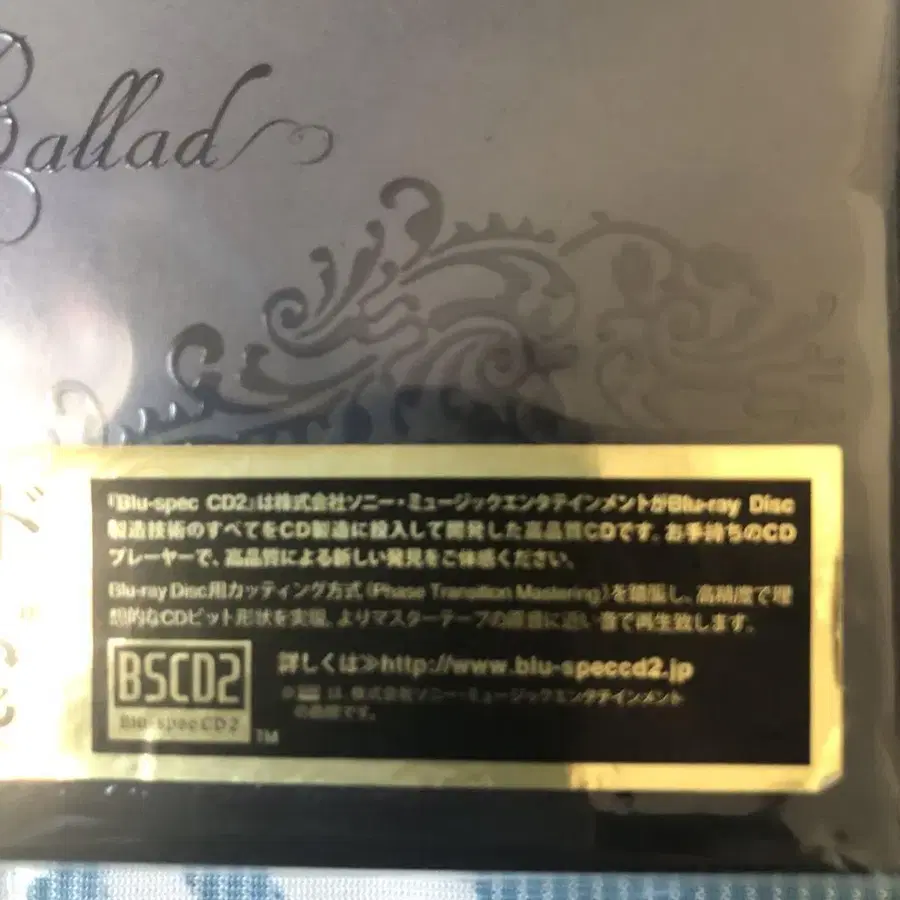 Ballad
「Blu-spec CD2」は株式会社ソニー・ミュージックエンタテインメントがBlu-ray Disc
製造技術のすべてをCD製造に投入して開発した高品質CDです。お手持ちのCD
プレーヤーで、高品質による新しい発見をご体感ください。
Blu-ray Disc用カッティング方式(Phase Transition Mastering)を搭載し、高精度で理
想的なCDピット形状を実現、よりマスターテープの原音に近い音で再生致します。
BSCD2
Blu-spec CD2
TM
詳しくは≫http://www.blu-speccd2.jp
※ は、株式会社ソニー・ミュージックエンタテインメント
の商標です。